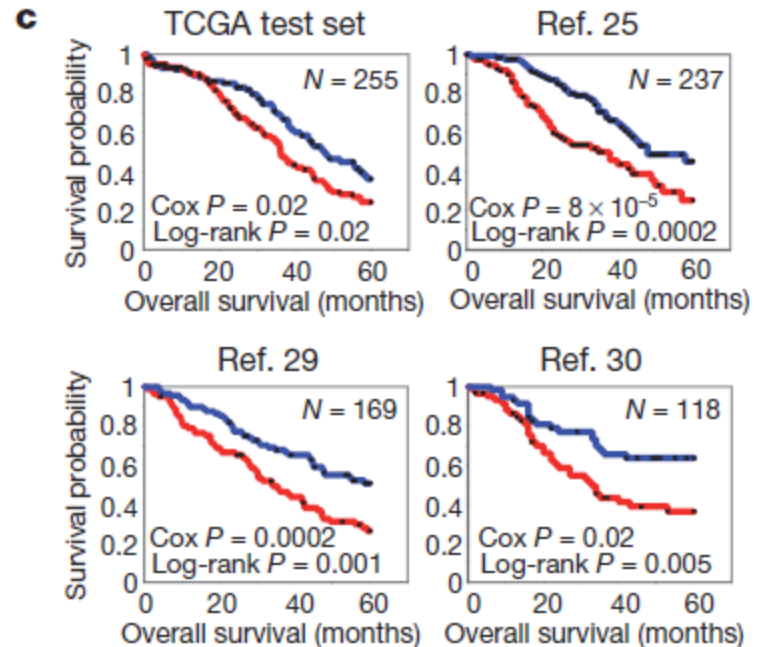 c
TCGA test set
Survival probability
1
0.8
0.6
0.4
0.2
0
N = 255
Cox P = 0.02
Log-rank P = 0.02
0 20 40 60
Overall survival (months)
Ref. 25
1
0.8
0.6
0.4
0.2
0
N = 237
Cox P = 8 × 10⁻⁵
Log-rank P = 0.0002
0 20 40 60
Overall survival (months)
Ref. 29
Survival probability
1
0.8
0.6
0.4
0.2
0
N = 169
Cox P = 0.0002
Log-rank P = 0.001
0 20 40 60
Overall survival (months)
Ref. 30
1
0.8
0.6
0.4
0.2
0
N = 118
Cox P = 0.02
Log-rank P = 0.005
0 20 40 60
Overall survival (months)